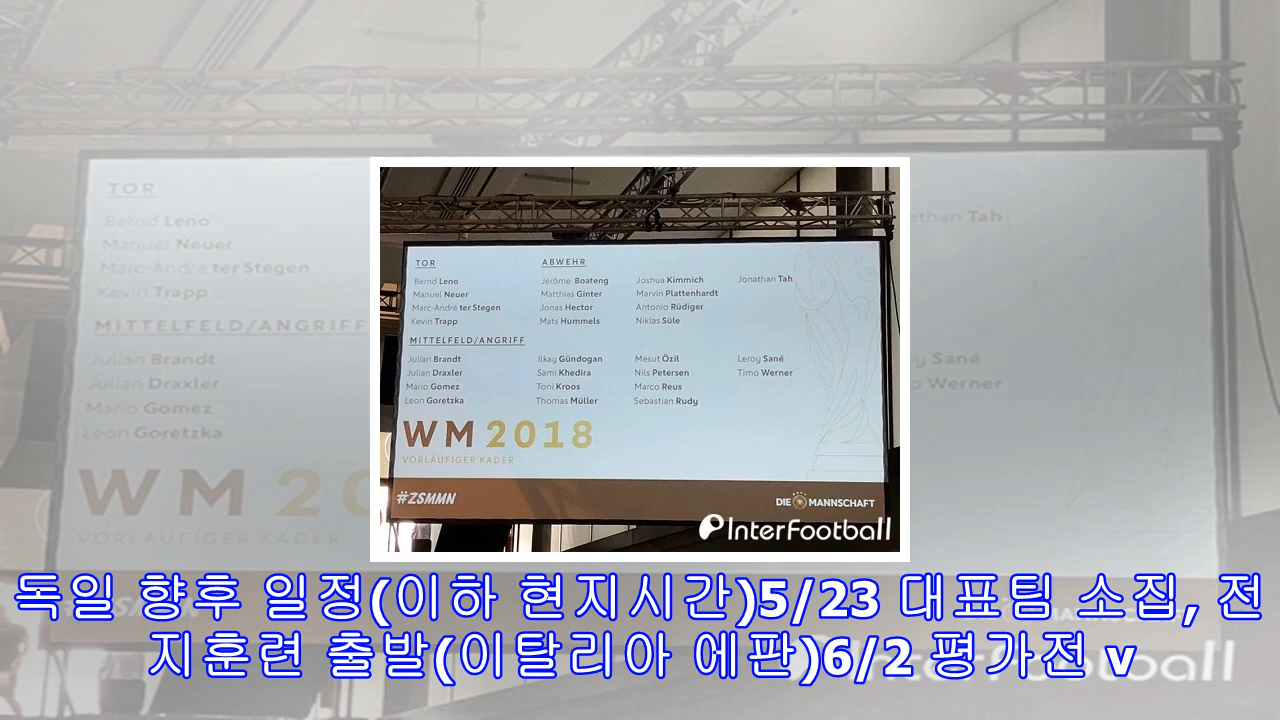 TOR
Bernd Leno
Manuel Neuer
Marc-André ter Stegen
Kevin Trapp
ABWEHR
Jérôme Boateng
Matthias Ginter
Jonas Hector
Mats Hummels
Joshua Kimmich
Marvin Plattenhardt
Antonio Rüdiger
Niklas Süle
Jonathan Tah
MITTELFELD/ANGRIFF
Julian Brandt
Julian Draxler
Mario Gomez
Leon Goretzka
Ilkay Gündogan
Sami Khedira
Toni Kroos
Thomas Müller
Mesut Özil
Nils Petersen
Marco Reus
Sebastian Rudy
Leroy Sané
Timo Werner
WM 2018
VORLÄUFIGER KADER
#ZSMMN
DIE MANNSCHAFT
InterFootball
독일 향후 일정(이하 현지시간)5/23 대표팀 소집, 전
지훈련 출발(이탈리아 에판)6/2 평가전 v